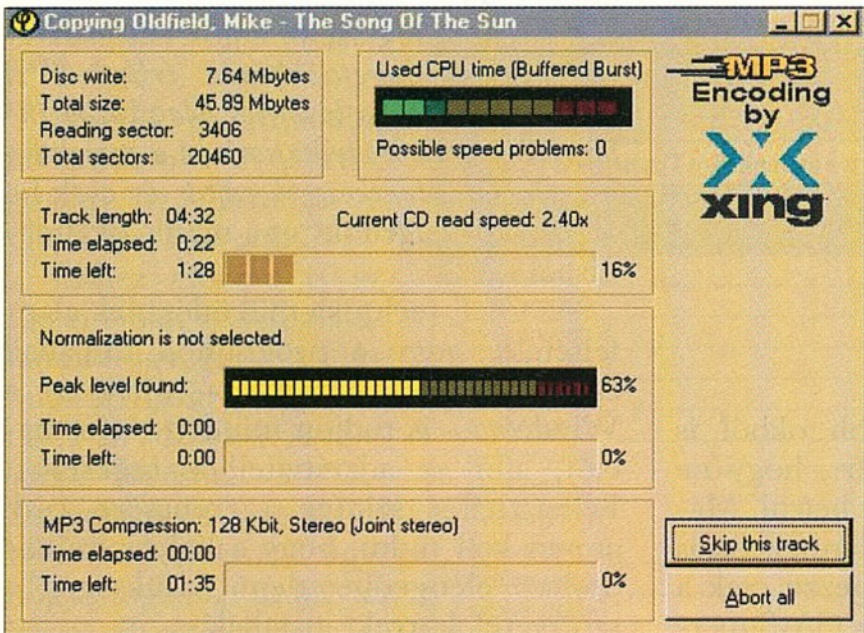 Copying Oldfield, Mike - The Song Of The Sun
Disc write: 7.64 Mbytes
Total size: 45.89 Mbytes
Reading sector: 3406
Total sectors: 20460
Used CPU time (Buffered Burst)
Possible speed problems: 0
MP3
Encoding
by
xing
Track length: 04:32
Current CD read speed: 2.40x
Time elapsed: 0:22
Time left: 1:28
16%
Normalization is not selected.
Peak level found:
63%
Time elapsed: 0:00
Time left: 0:00
0%
MP3 Compression: 128 Kbit, Stereo (Joint stereo)
Time elapsed: 00:00
Time left: 01:35
0%
Skip this track
Abort all